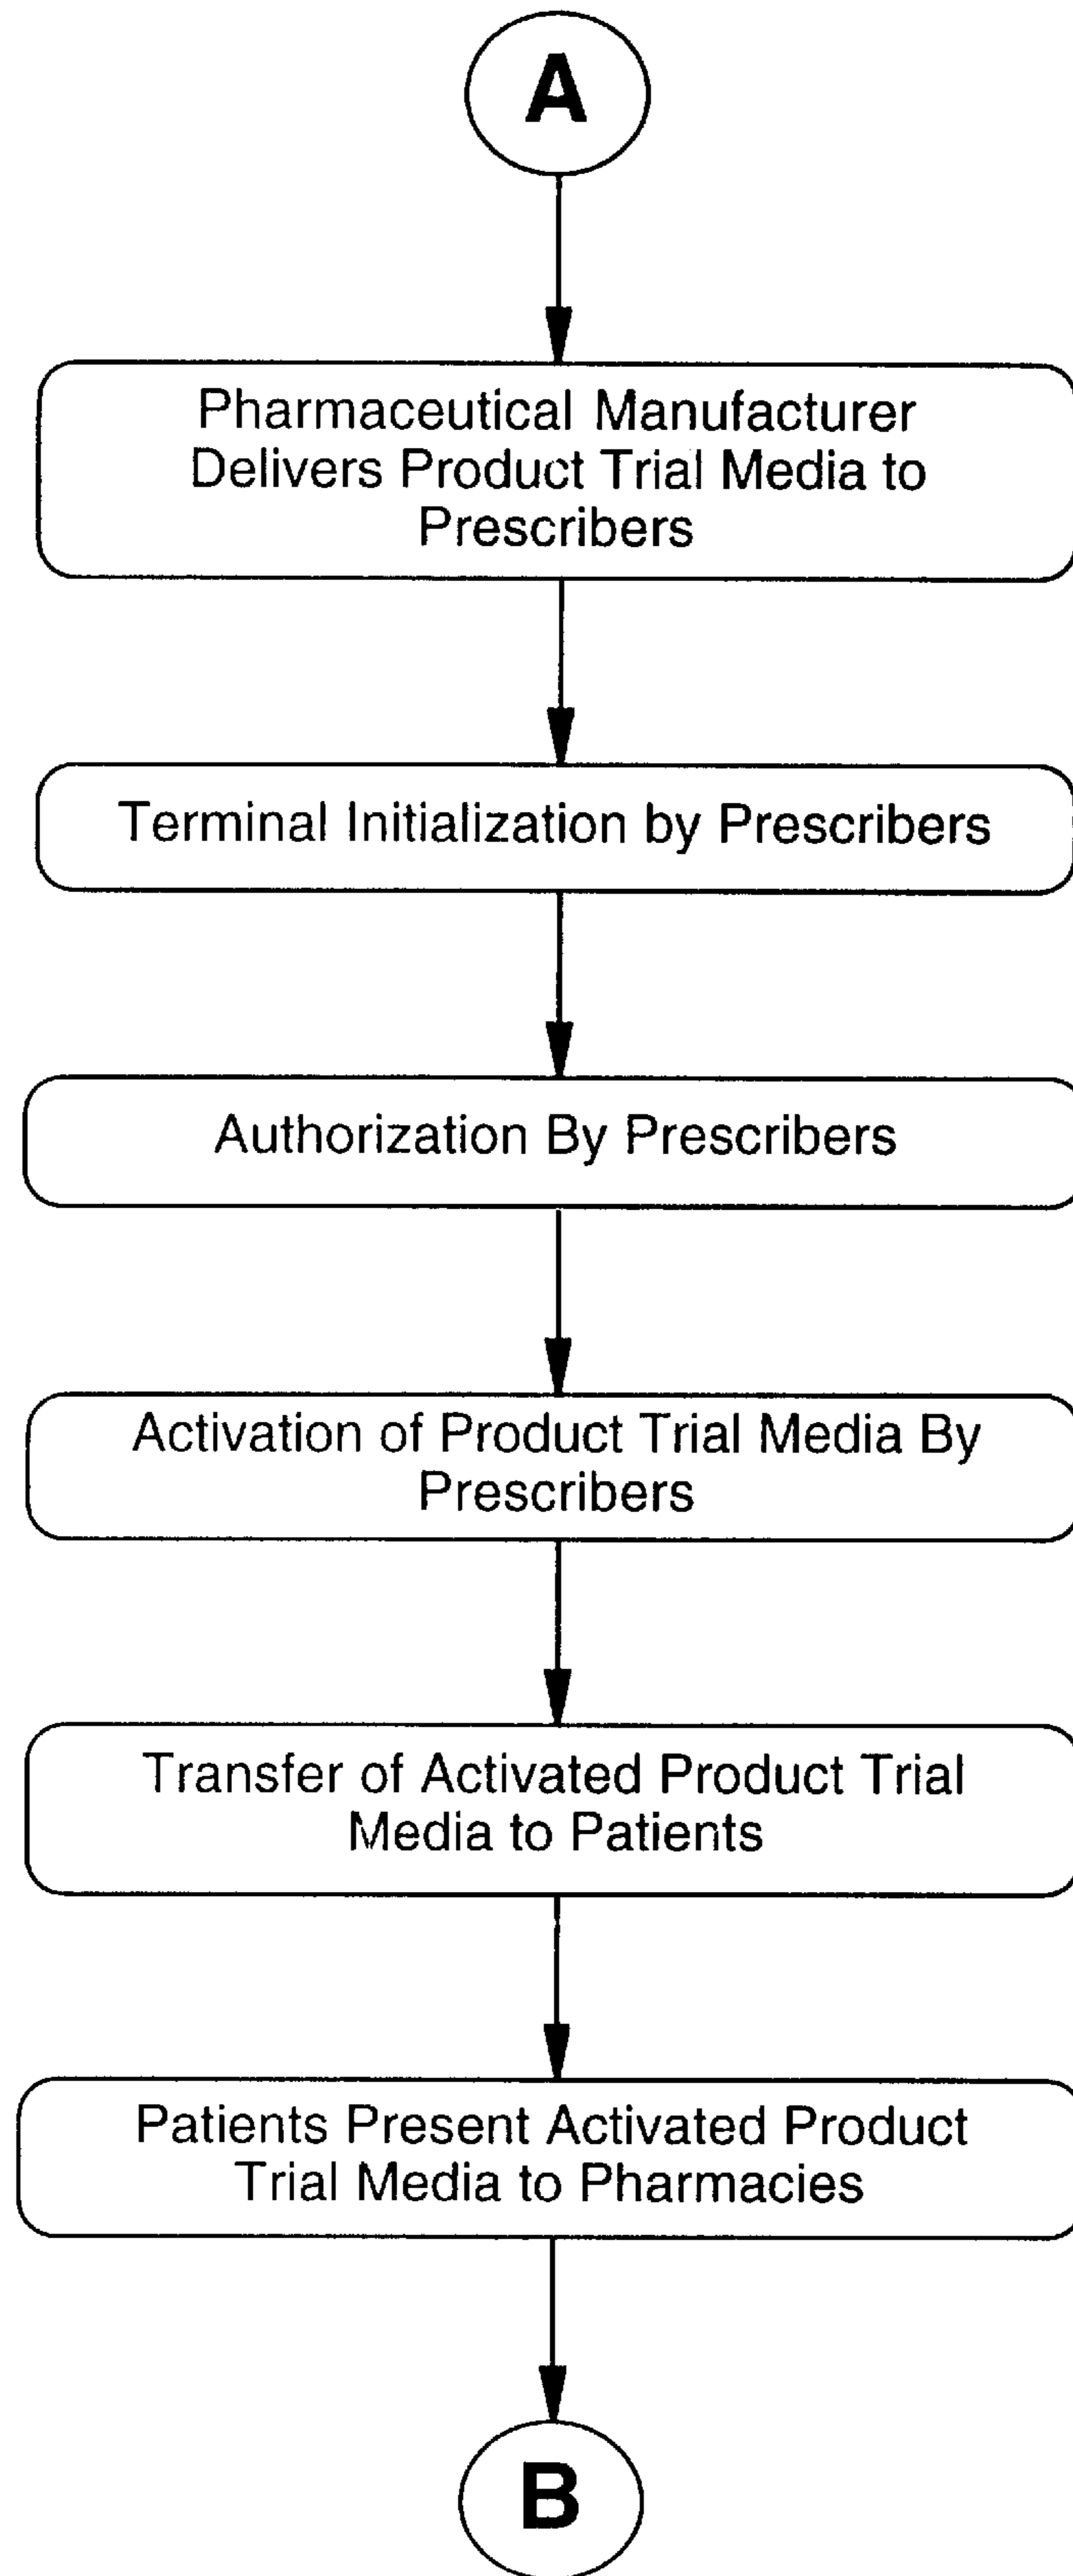 A
Pharmaceutical Manufacturer
Delivers Product Trial Media to
Prescribers
Terminal Initialization by Prescribers
Authorization By Prescribers
Activation of Product Trial Media By
Prescribers
Transfer of Activated Product Trial
Media to Patients
Patients Present Activated Product
Trial Media to Pharmacies
B